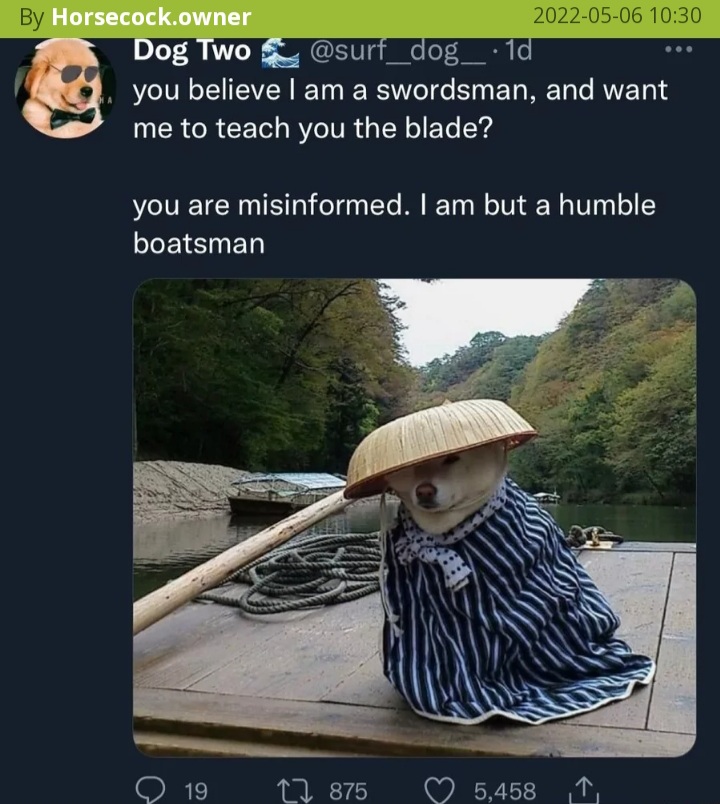 By Horsecock.owner 2022-05-06 10:30
Dog Two 🌊 @surf__dog__ · 1d
you believe I am a swordsman, and want
me to teach you the blade?
you are misinformed. I am but a humble
boatsman
19 875 5,458